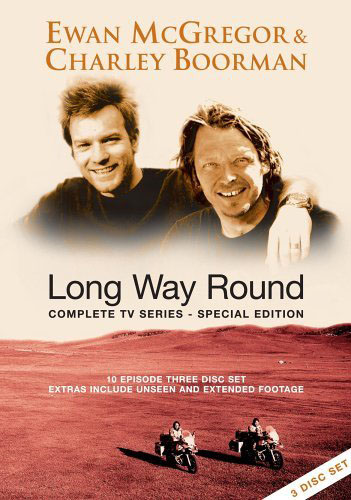 EWAN MCGREGOR &
CHARLEY BOORMAN
Long Way Round
COMPLETE TV SERIES - SPECIAL EDITION
10 EPISODE THREE DISC SET
EXTRAS INCLUDE UNSEEN AND EXTENDED FOOTAGE
3 DISC SET